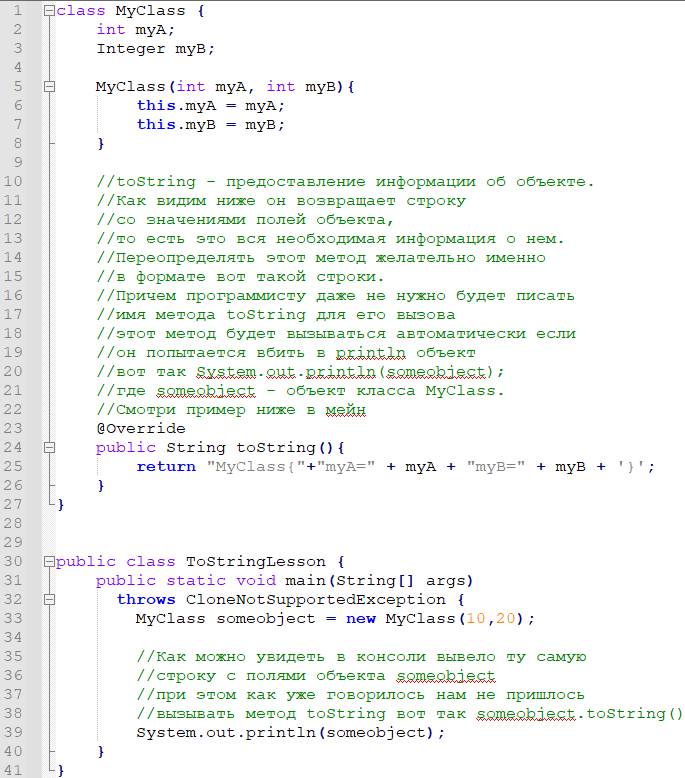 1 class MyClass {
2 int myA;
3 Integer myB;
4
5 MyClass(int myA, int myB){
6 this.myA = myA;
7 this.myB = myB;
8 }
9
10 //toString - предоставление информации об объекте.
11 //Как видим ниже он возвращает строку
12 //со значениями полей объекта,
13 //то есть это вся необходимая информация о нем.
14 //Переопределять этот метод желательно именно
15 //в формате вот такой строки.
16 //Причем программисту даже не нужно будет писать
17 //имя метода toString для его вызова
18 //этот метод будет вызываться автоматически если
19 //он попытается вбить в println объект
20 //вот так System.out.println(someobject);
21 //где someobject - объект класса MyClass.
22 //Смотри пример ниже в мейн
23 @Override
24 public String toString(){
25 return "MyClass{"+"myA=" + myA + "myB=" + myB + '}';
26 }
27 }
28
29
30 public class ToStringLesson {
31 public static void main(String[] args)
32 throws CloneNotSupportedException {
33 MyClass someobject = new MyClass(10,20);
34
35 //Как можно увидеть в консоли вывело ту самую
36 //строку с полями объекта someobject
37 //при этом как уже говорилось нам не пришлось
38 //вызывать метод toString вот так someobject.toString()
39 System.out.println(someobject);
40 }
41 }